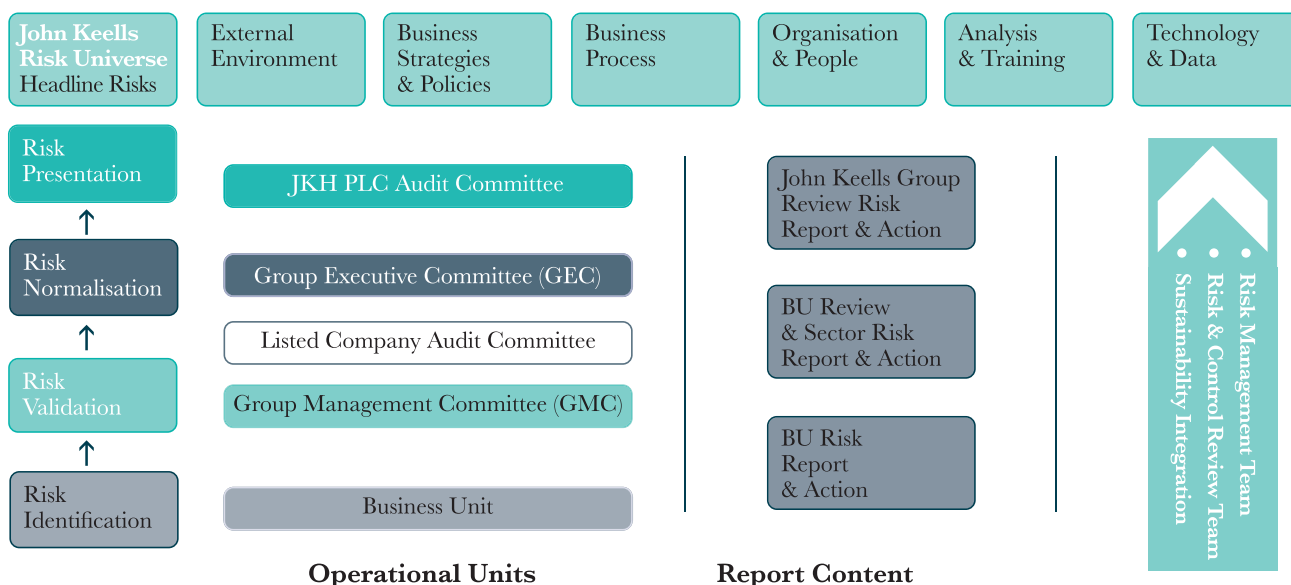 John Keells
Risk Universe
Headline Risks
External
Environment
Business
Strategies
& Policies
Business
Process
Organisation
& People
Analysis
& Training
Technology
& Data
Risk
Presentation
Risk
Normalisation
Risk
Validation
Risk
Identification
JKH PLC Audit Committee
Group Executive Committee (GEC)
Listed Company Audit Committee
Group Management Committee (GMC)
Business Unit
Operational Units
John Keells Group
Review Risk
Report & Action
BU Review
& Sector Risk
Report & Action
BU Risk
Report
& Action
Report Content
• Risk Management Team
• Risk & Control Review Team
• Sustainability Integration